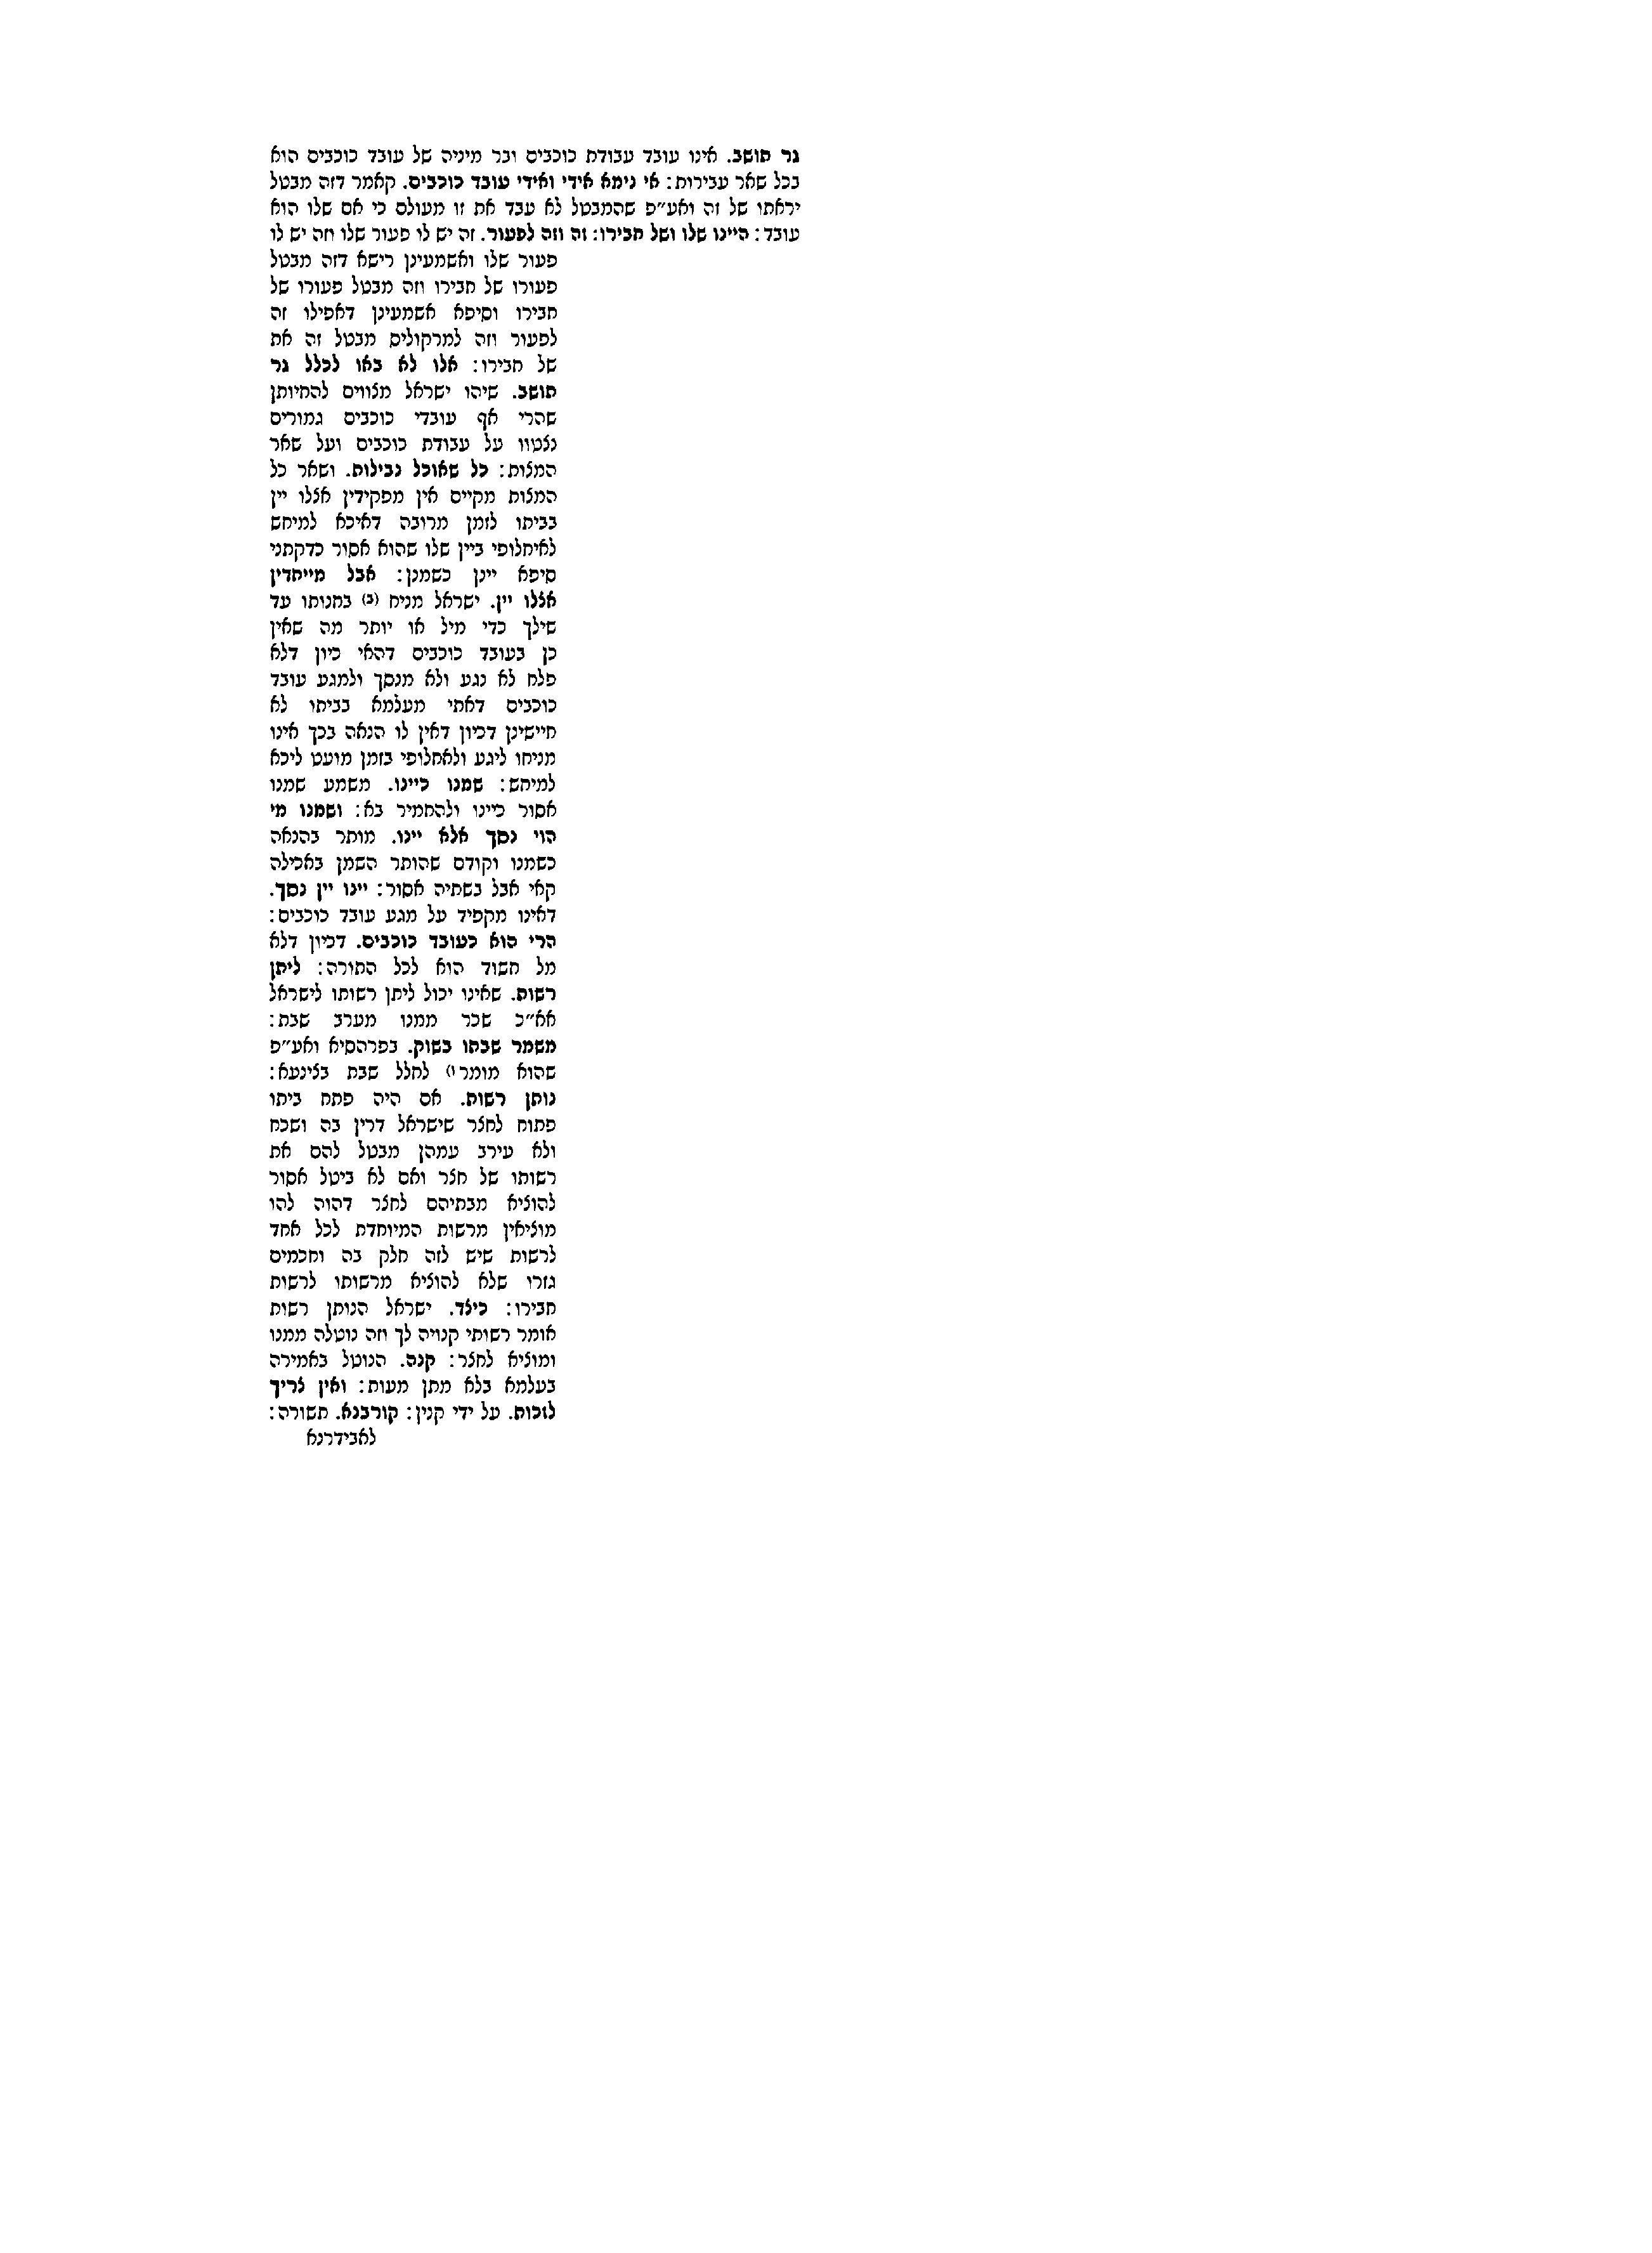 גר תושב. אינו עובד עבודת כוכבים ובר מיניה של עובד כוכבים הוא
בכל שאר עבירות: אי נימא אידי ואידי עובד כוכבים. קאמר דזה מבטל
יראתו של זה ואע״פ שהמבטל לא עבד את זו מעולם כי אם שלו הוא
עובד: היינו שלו ושל חבירו: זה וזה לפעור. זה יש לו פעור שלו וזה יש לו
פעור שלו ואשמעינן רישא דזה מבטל
פעורו של חבירו וזה מבטל פעורו של
חבירו וסיפא אשמעינן דאפילו זה
לפעור וזה למרקוליס מבטל זה את
של חבירו: אלו לא באו לכלל גר
תושב. שיהו ישראל מצווים להחיותן
שהרי אף עובדי כוכבים גמורים
נצטוו על עבודת כוכבים ועל שאר
המצות: כל שאוכל נבילות. ושאר כל
המצות מקיים אין מפקידין אצלו יין
בביתו לזמן מרובה דאיכא למיחש
לאיחלופי ביין שלו שהוא אסור כדקתני
סיפא יינן כשמנן: אבל מייחדין
אצלו יין. ישראל מניח (ב) בחנותו עד
שילך כדי מיל או יותר מה שאין
כן בעובד כוכבים דהאי כיון דלא
פלח לא נגע ולא מנסך ולמגע עובד
כוכבים דאתי מעלמא בביתו לא
חיישינן דכיון דאין לו הנאה בכך אינו
מניחו ליגע ולאחלופי בזמן מועט ליכא
למיחש: שמנו כיינו. משמע שמנו
אסור כיינו ולהחמיר בא: ושמנו מי
הוי נסך אלא יינו. מותר בהנאה
כשמנו וקודם שהותר השמן באכילה
קאי אבל בשתיה אסור: יינו יין נסך.
דאינו מקפיד על מגע עובד כוכבים:
הרי הוא כעובד כוכבים. דכיון דלא
מל חשוד הוא לכל התורה: ליתן
רשות. שאינו יכול ליתן רשותו לישראל
אא״כ שכר ממנו מערב שבת:
משמר שבתו בשוק. בפרהסיא ואע״פ
שהוא מומר ו) לחלל שבת בצינעא:
נותן רשות. אם היה פתח ביתו
פתוח לחצר שישראל דרין בה ושכח
ולא עירב עמהן מבטל להם את
רשותו של חצר ואם לא ביטל אסור
להוציא מבתיהם לחצר דהוה להו
מוציאין מרשות המיוחדת לכל אחד
לרשות שיש לזה חלק בה וחכמים
גזרו שלא להוציא מרשותו לרשות
חבירו: כיצד. ישראל הנותן רשות
אומר רשותי קנויה לך וזה נוטלה ממנו
ומוציא לחצר: קנה. הנוטל באמירה
בעלמא בלא מתן מעות: ואין צריך
לזכות. על ידי קנין: קורבנא. תשורה:
לאבידרנא